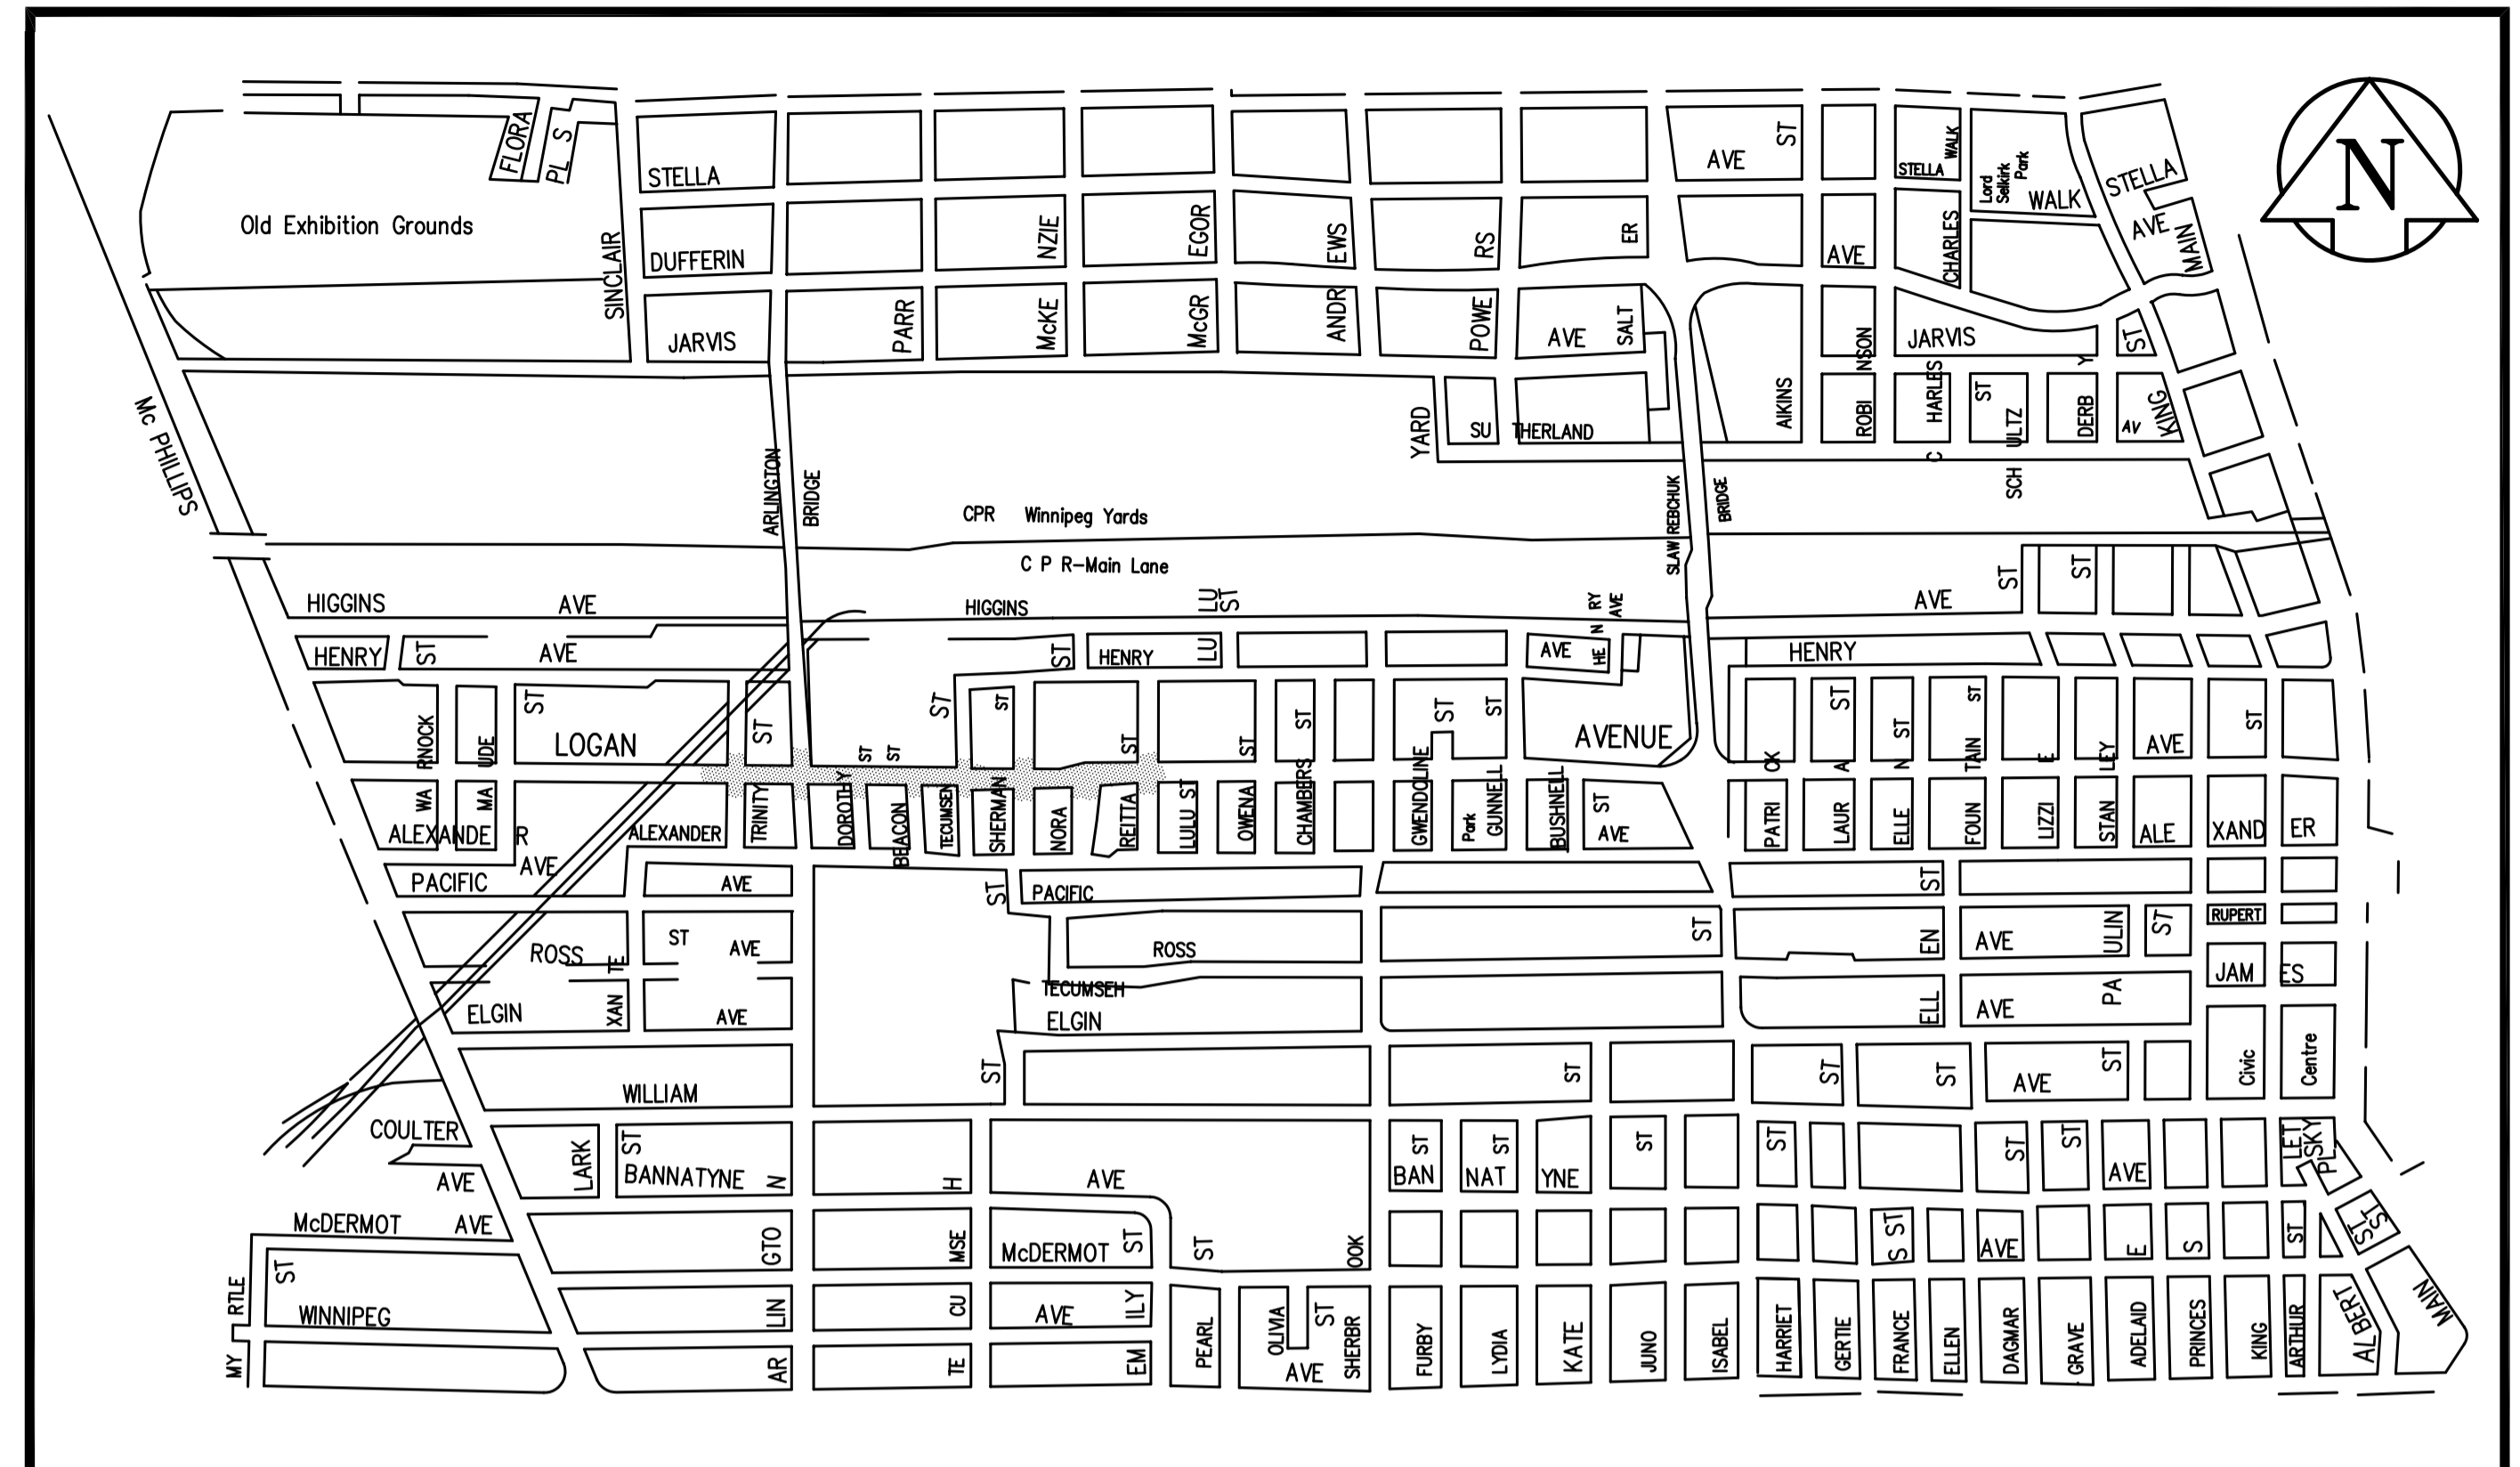 FLORA
PL S
STELLA
AVE
ST
STELLA
WALK
Lord
Selkirk
Park
WALK
STELLA
AVE
MAIN
N
Old Exhibition Grounds
SINCLAIR
DUFFERIN
McKE NZIE
McGR EGOR
ANDR EWS
POWE RS
SALT ER
AVE
CHARLES
JARVIS
PARR
AVE
JARVIS
ST
Mc PHILLIPS
YARD
SU THERLAND
AIKINS
ROBI NSON
C HARLES
ST
SCH ULTZ
DERB Y
AV
KING
ARLINGTON
BRIDGE
CPR Winnipeg Yards
C P R-Main Lane
SLAW REBCHUK
BRIDGE
HIGGINS AVE
HIGGINS
LU LU
ST
HE N RY
AVE
AVE
ST
ST
HENRY
ST
AVE
ST
HENRY
AVE
HENRY
ST
LOGAN
ST
ST
ST
ST
ST
ST
ST
ST
ST
ST
AVENUE
ST
ST
ST
AVE
ST
WA RNOCK
MA UDE
TRINITY
DOROTHY
BEACON
TECUMSEN
SHERMAN
NORA
REITTA
LULU ST
OWENA
CHAMBERS
GWENDOLINE
Park
GUNNELL
BUSHNELL
ST
AVE
PATRI CK
LAUR A
ELLE N
FOUN TAIN
LIZZI E
STAN LEY
ALE XAND ER
ALEXANDE R
AVE
ALEXANDER
PACIFIC
AVE
ST
PACIFIC
ST
ROSS
ST
AVE
ROSS
ST
ELL EN
AVE
PA ULIN
ST
RUPERT
JAM ES
XAN TE
ELGIN
AVE
TECUMSEH
ELGIN
AVE
WILLIAM
ST
ST
ST
ST
AVE
ST
Civic
Centre
COULTER
AVE
LARK
ST
BANNATYNE
AVE
BAN NAT YNE
ST
ST
ST
ST
ST
ST
AVE
LET
SKY
PL
McDERMOT AVE
McDERMOT
ST
ST
S ST
AVE
ST
ST
ST
MY RTLE
ST
WINNIPEG
AR LIN GTO N
TE CU MSE H
AVE
EM ILY
PEARL
OLIVIA
ST
AVE
SHERBR OOK
FURBY
LYDIA
KATE
JUNO
ISABEL
HARRIET
GERTIE
FRANCE
ELLEN
DAGMAR
GRAVE
ADELAID E
PRINCES S
KING
ARTHUR
ALBERT
MAIN